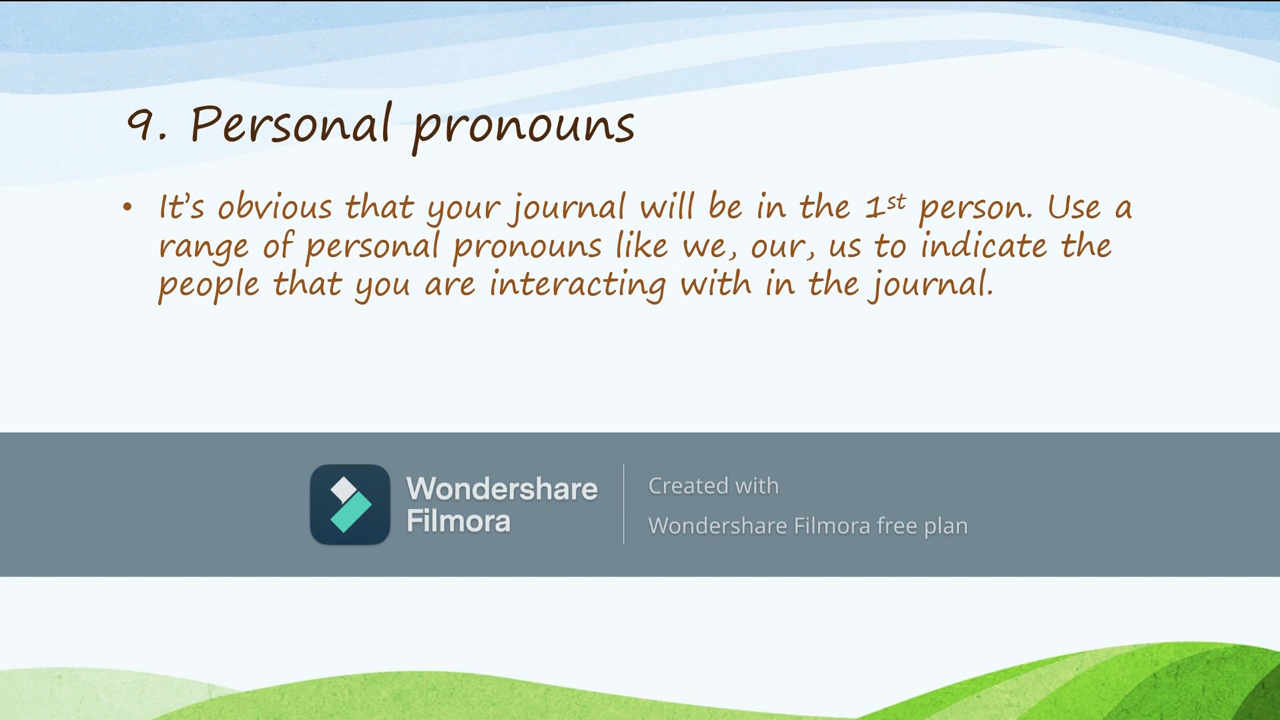 9. Personal pronouns
• It's obvious that your journal will be in the 1st person. Use a
range of personal pronouns like we, our, us to indicate the
people that you are interacting with in the journal.
Wondershare
Filmora
Created with
Wondershare Filmora free plan